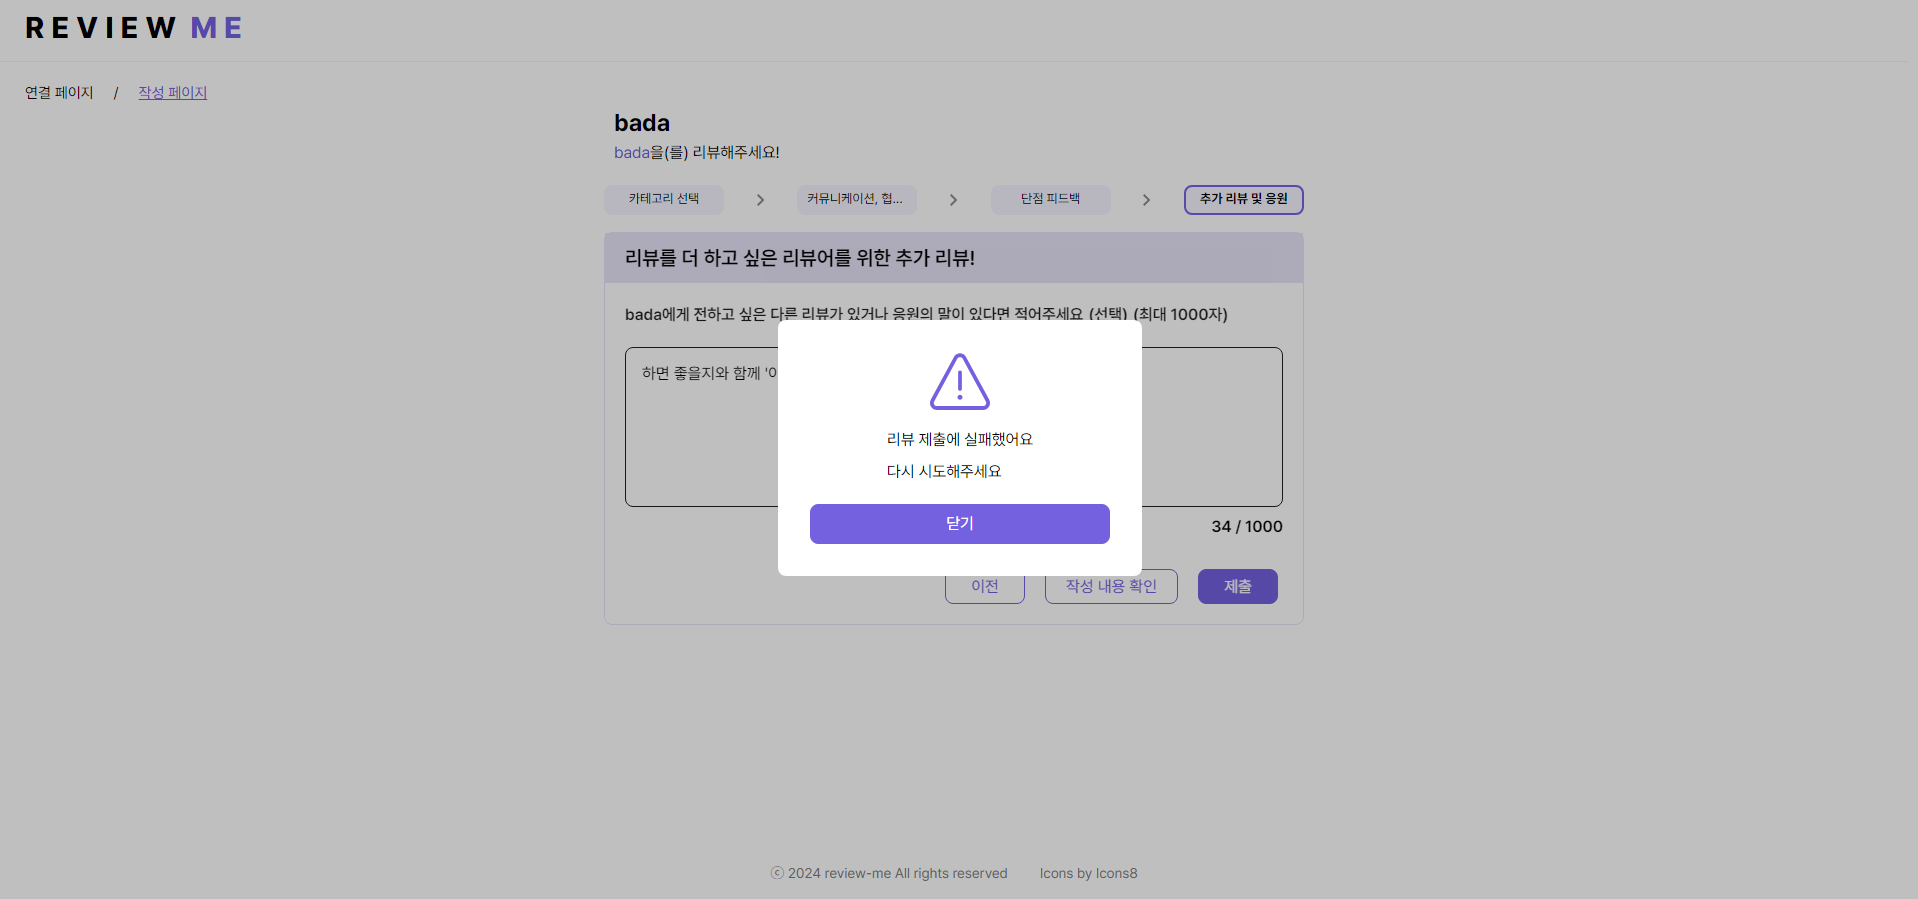 REVIEW ME
연결 페이지 / 작성 페이지
bada
bada을(를) 리뷰해주세요!
카테고리 선택
커뮤니케이션, 협...
단점 피드백
추가 리뷰 및 응원
리뷰를 더 하고 싶은 리뷰어를 위한 추가 리뷰!
bada에게 전하고 싶은 다른 리뷰가 있거나 응원의 말이 있다면 적어주세요 (선택) (최대 1000자)
하면 좋을지와 함께 '이
리뷰 제출에 실패했어요
다시 시도해주세요
닫기
34 / 1000
이전
작성 내용 확인
제출
ⓒ 2024 review-me All rights reserved
Icons by Icons8